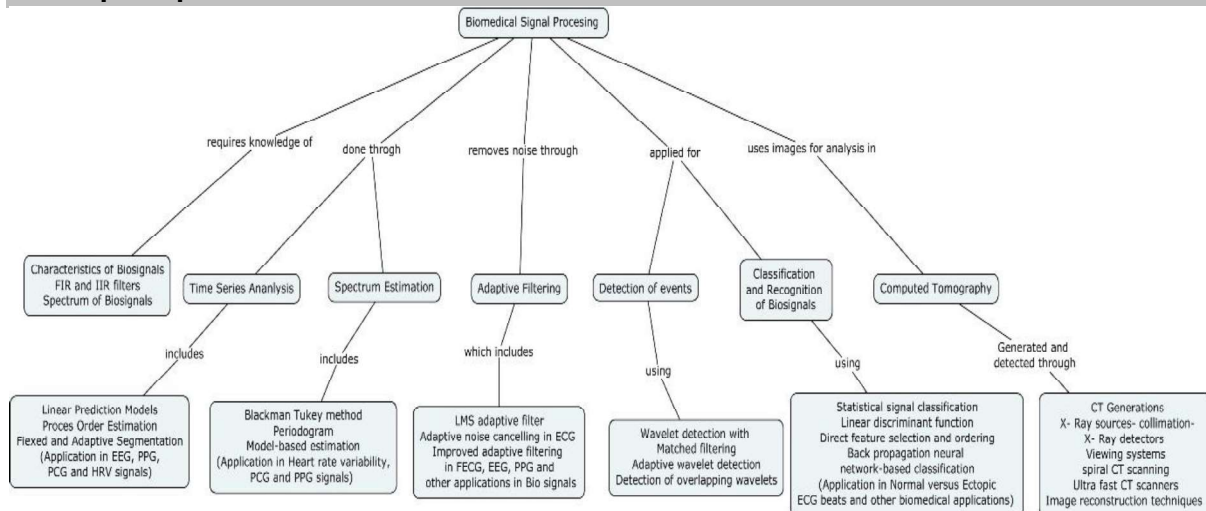 Biomedical Signal Procesing
requires knowledge of
done throgh
removes noise through
applied for
uses images for analysis in
Characteristics of Biosignals
FIR and IIR filters
Spectrum of Biosignals
Time Series Ananlysis
Spectrum Estimation
Adaptive Filtering
Detection of events
Classification
and Recognition
of Biosignals
Computed Tomography
includes
includes
which includes
using
using
Generated and
detected through
Linear Prediction Models
Proces Order Estimation
Flexed and Adaptive Segmentation
(Application in EEG, PPG,
PCG and HRV signals)
Blackman Tukey method
Periodogram
Model-based estimation
(Application in Heart rate variability,
PCG and PPG signals)
LMS adaptive filter
Adaptive noise cancelling in ECG
Improved adaptive filtering
in FECG, EEG, PPG and
other applications in Bio signals
Wavelet detection with
Matched filtering
Adaptive wavelet detection
Detection of overlapping wavelets
Statistical signal classification
Linear discriminant function
Direct feature selection and ordering
Back propagation neural
network-based classification
(Application in Normal versus Ectopic
ECG beats and other biomedical applications)
CT Generations
X- Ray sources- collimation-
X- Ray detectors
Viewing systems
spiral CT scanning
Ultra fast CT scanners
Image reconstruction techniques